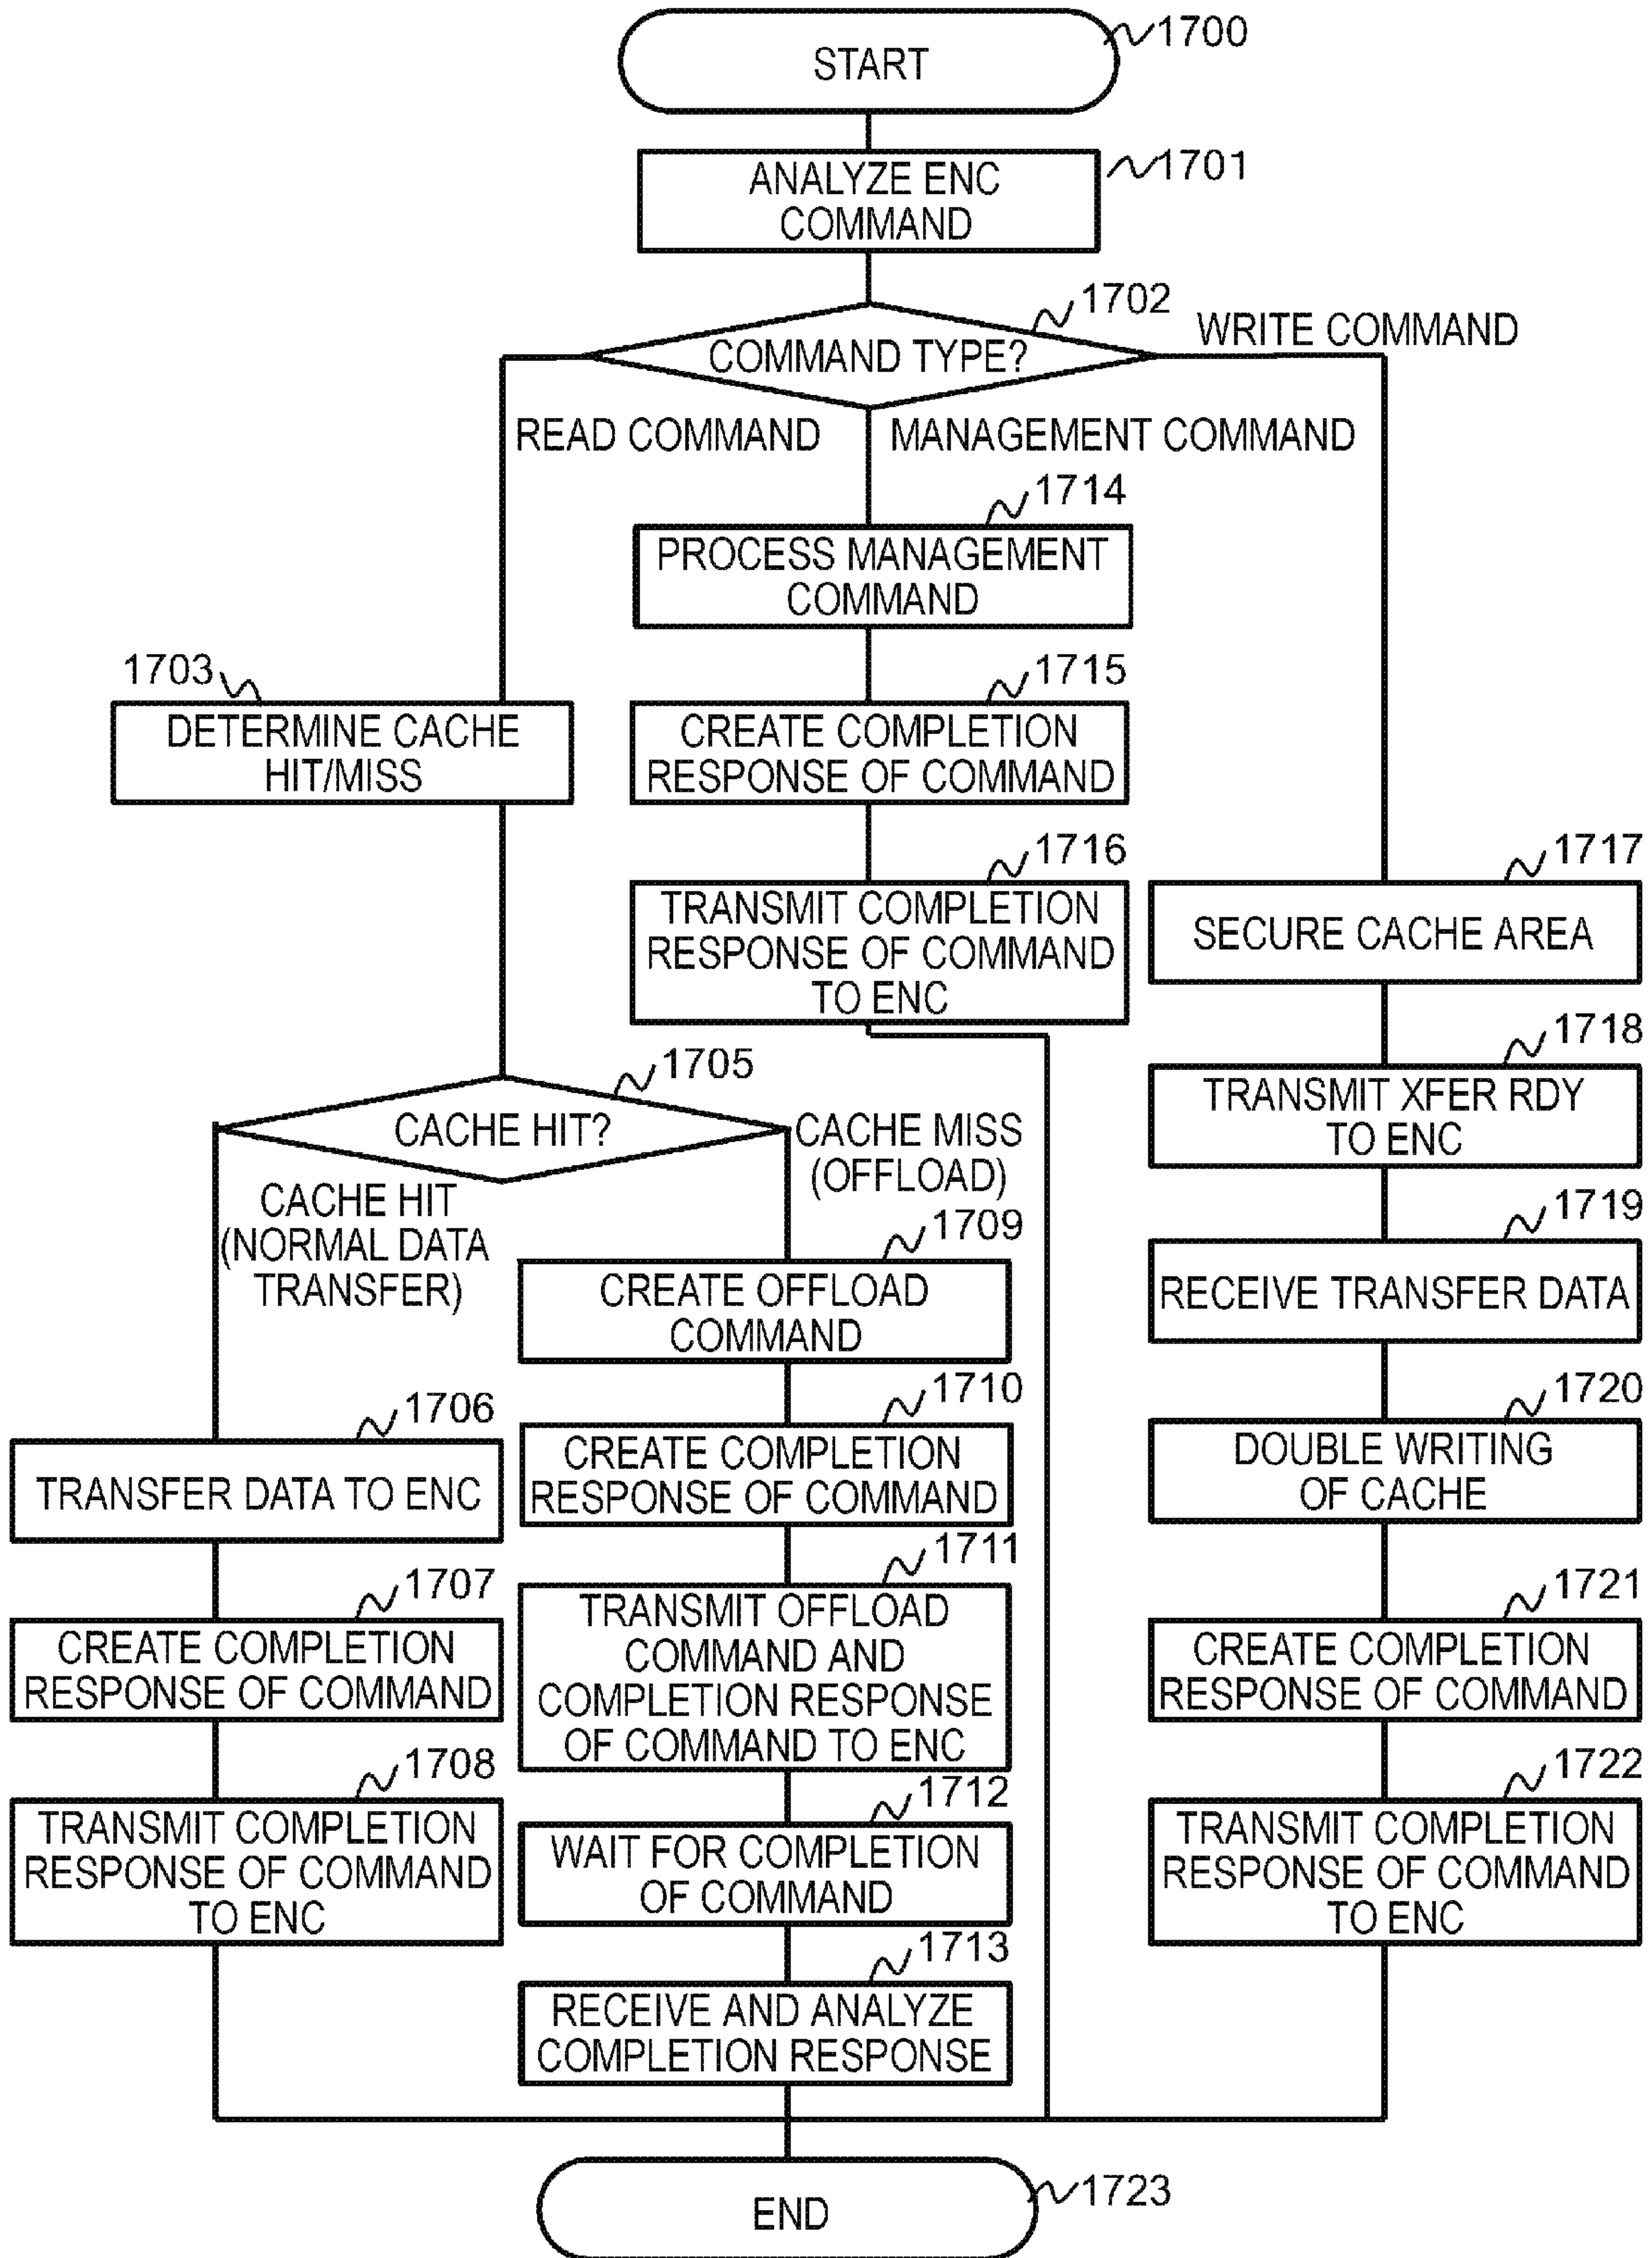 1700
START
1701
ANALYZE ENC
COMMAND
1702
COMMAND TYPE?
WRITE COMMAND
READ COMMAND
MANAGEMENT COMMAND
1714
PROCESS MANAGEMENT
COMMAND
1703
DETERMINE CACHE
HIT/MISS
1715
CREATE COMPLETION
RESPONSE OF COMMAND
1716
TRANSMIT COMPLETION
RESPONSE OF COMMAND
TO ENC
1717
SECURE CACHE AREA
1718
TRANSMIT XFER RDY
TO ENC
1705
CACHE HIT?
CACHE MISS
(OFFLOAD)
CACHE HIT
(NORMAL DATA
TRANSFER)
1709
CREATE OFFLOAD
COMMAND
1719
RECEIVE TRANSFER DATA
1706
TRANSFER DATA TO ENC
1710
CREATE COMPLETION
RESPONSE OF COMMAND
1720
DOUBLE WRITING
OF CACHE
1707
CREATE COMPLETION
RESPONSE OF COMMAND
1711
TRANSMIT OFFLOAD
COMMAND AND
COMPLETION RESPONSE
OF COMMAND TO ENC
1721
CREATE COMPLETION
RESPONSE OF COMMAND
1708
TRANSMIT COMPLETION
RESPONSE OF COMMAND
TO ENC
1712
WAIT FOR COMPLETION
OF COMMAND
1722
TRANSMIT COMPLETION
RESPONSE OF COMMAND
TO ENC
1713
RECEIVE AND ANALYZE
COMPLETION RESPONSE
END
1723